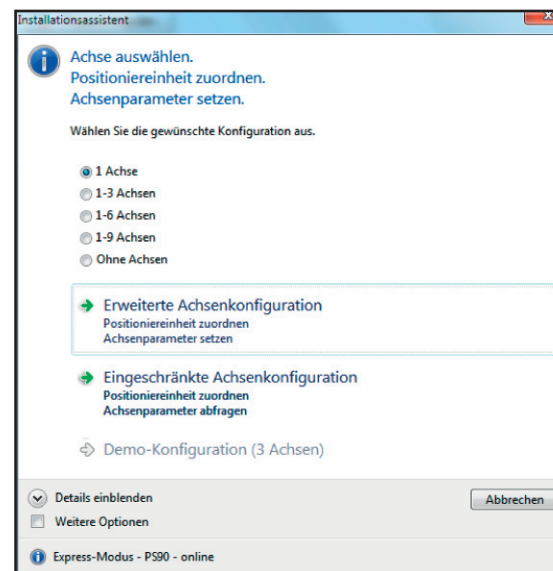 Installationsassistent
Achse auswählen.
Positioniereinheit zuordnen.
Achsenparameter setzen.
Wählen Sie die gewünschte Konfiguration aus.
1 Achse
1-3 Achsen
1-6 Achsen
1-9 Achsen
Ohne Achsen
Erweiterte Achsenkonfiguration
Positioniereinheit zuordnen
Achsenparameter setzen
Eingeschränkte Achsenkonfiguration
Positioniereinheit zuordnen
Achsenparameter abfragen
Demo-Konfiguration (3 Achsen)
Details einblenden
Abbrechen
Weitere Optionen
Express-Modus - PS90 - online